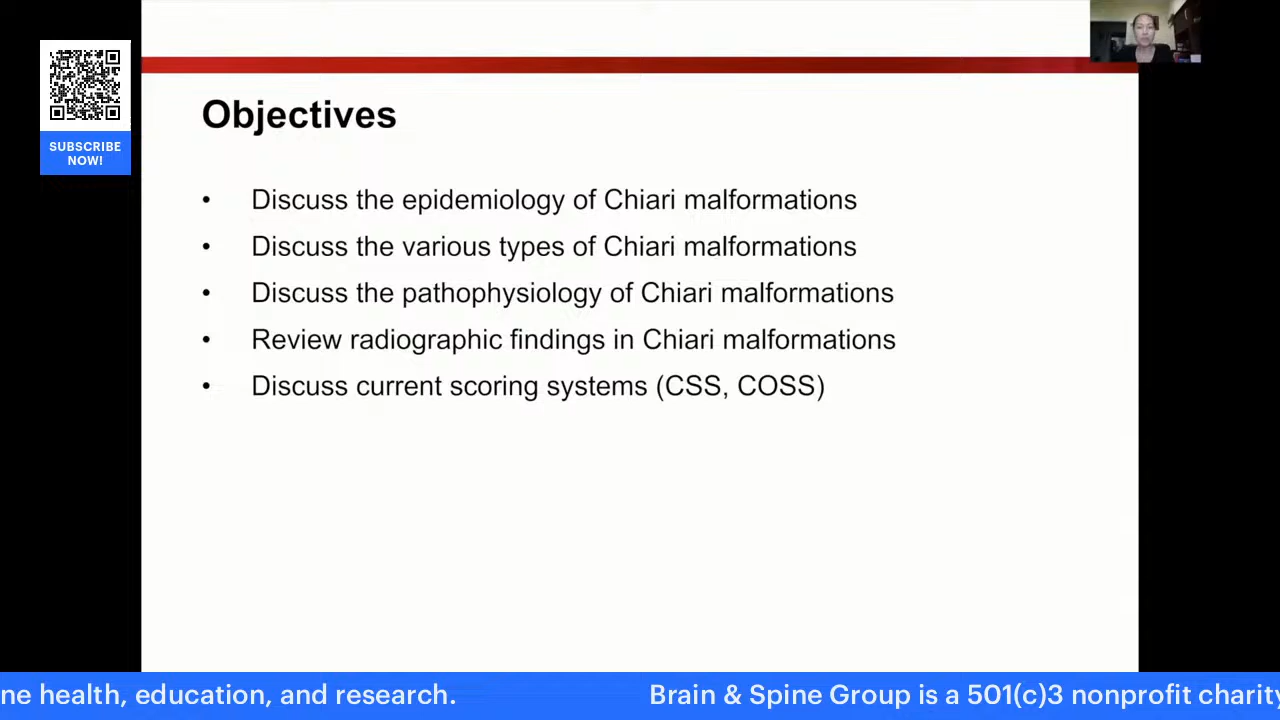 SUBSCRIBE
NOW!
Objectives
• Discuss the epidemiology of Chiari malformations
• Discuss the various types of Chiari malformations
• Discuss the pathophysiology of Chiari malformations
• Review radiographic findings in Chiari malformations
• Discuss current scoring systems (CSS, COSS)
ne health, education, and research. Brain & Spine Group is a 501(c)3 nonprofit charity